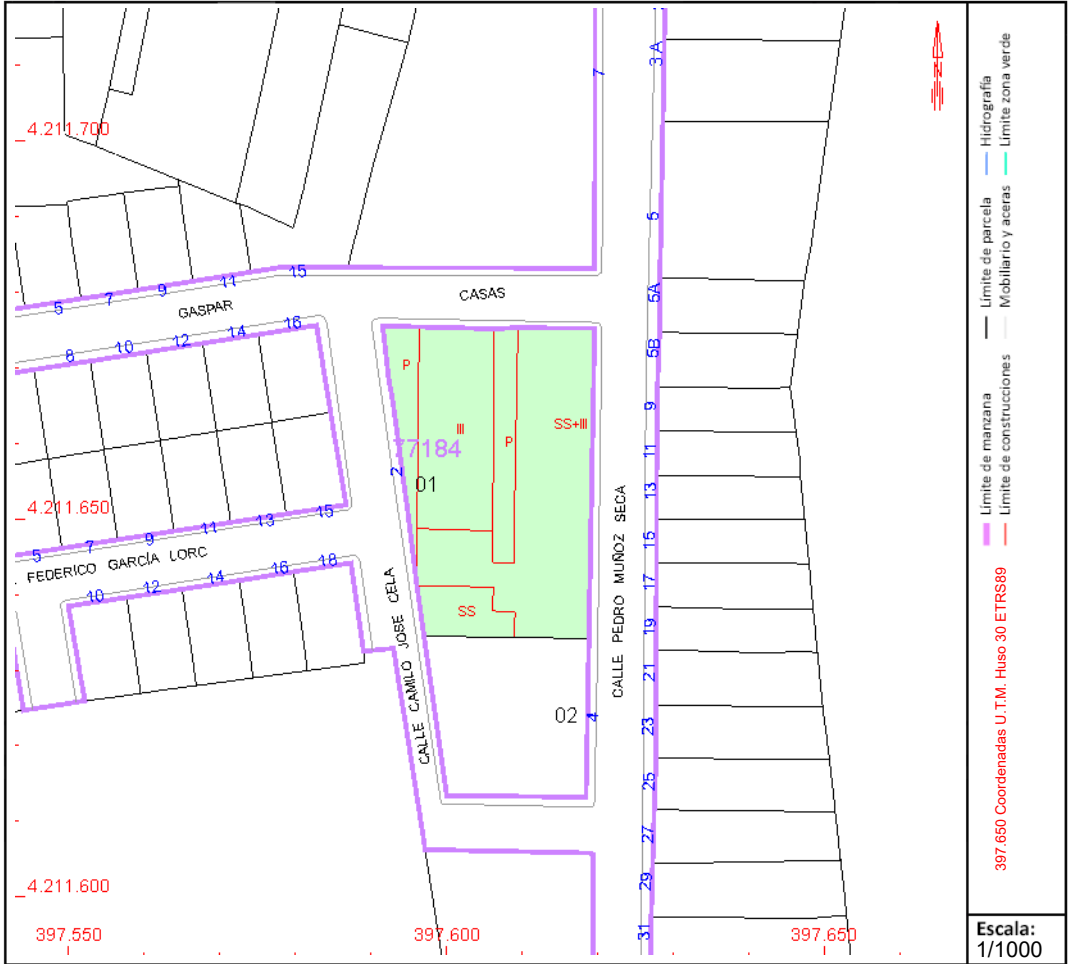 7
3 A
4.211.700
5
15
11
9
7
5
GASPAR
CASAS
5A
16
14
12
10
8
5B
P
III
P
SS+III
9
77184
2
01
11
13
4.211.650
15
13
11
9
7
5
FEDERICO GARCÍA LORC
15
18
16
14
12
10
17
SS
19
CALLE CAMILO JOSE CELA
CALLE PEDRO MUÑOZ SECA
21
02
4
23
25
27
4.211.600
29
31
397.550
397.600
397.650
N
Límite de manzana
Límite de parcela
Hidrografía
Límite de construcciones
Mobiliario y aceras
Límite zona verde
397.650 Coordenadas U.T.M. Huso 30 ETRS89
Escala:
1/1000